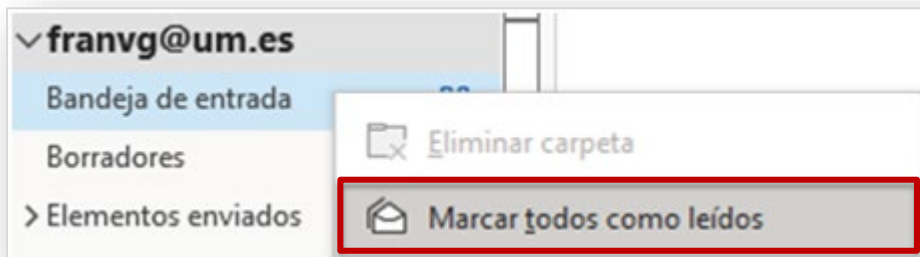 franvg@um.es
Bandeja de entrada
Eliminar carpeta
Borradores
Marcar todos como leídos
Elementos enviados